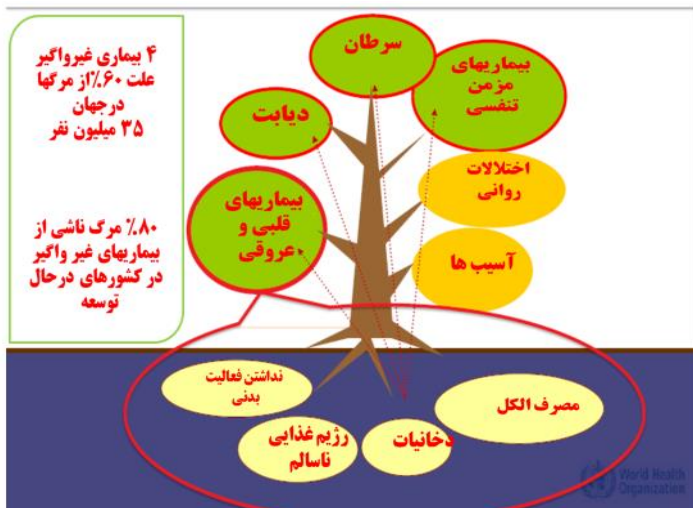 ۴ بیماری غیرواگیر
علت ۶۰٪از مرگها
درجهان
۳۵ میلیون نفر
۸۰٪ مرگ ناشی از
بیماریهای غیر واگیر
در کشورهای درحال
توسعه
سرطان
بیماریهای
مزمن
تنفسی
دیابت
اختلالات
روانی
بیماریهای
قلبی و
عروقی
آسیب ها
نداشتن فعالیت
بدنی
رژیم غذایی
ناسالم
دخانیات
مصرف الکل
World Health
Organization